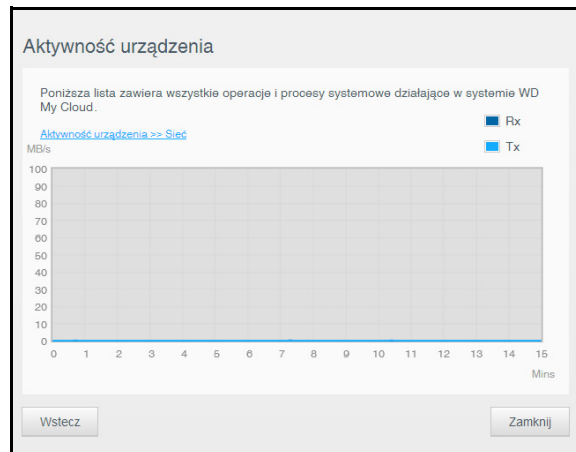 Aktywność urządzenia
Poniższa lista zawiera wszystkie operacje i procesy systemowe działające w systemie WD
My Cloud.
Rx
Aktywność urządzenia >> Sieć
Tx
MB/s
100
90
80
70
60
50
40
30
20
10
0
0 1 2 3 4 5 6 7 8 9 10 11 12 13 14 15
Mins
Wstecz Zamknij